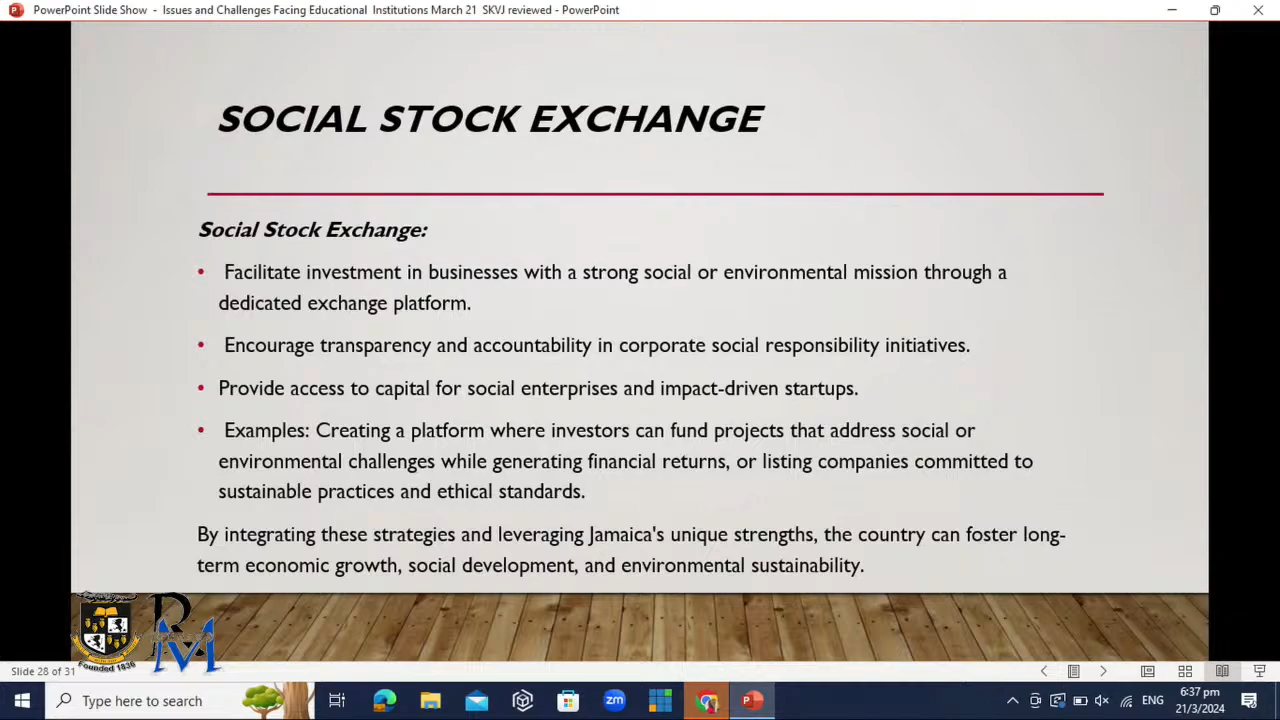 PowerPoint Slide Show - Issues and Challenges Facing Educational Institutions March 21 SKVJ reviewed - PowerPoint
SOCIAL STOCK EXCHANGE
Social Stock Exchange:
• Facilitate investment in businesses with a strong social or environmental mission through a
dedicated exchange platform.
• Encourage transparency and accountability in corporate social responsibility initiatives.
• Provide access to capital for social enterprises and impact-driven startups.
• Examples: Creating a platform where investors can fund projects that address social or
environmental challenges while generating financial returns, or listing companies committed to
sustainable practices and ethical standards.
By integrating these strategies and leveraging Jamaica's unique strengths, the country can foster long-
term economic growth, social development, and environmental sustainability.
Founded 1836
RM
Slide 28 of 31
Type here to search
zm
ENG
6:37 pm
21/3/2024